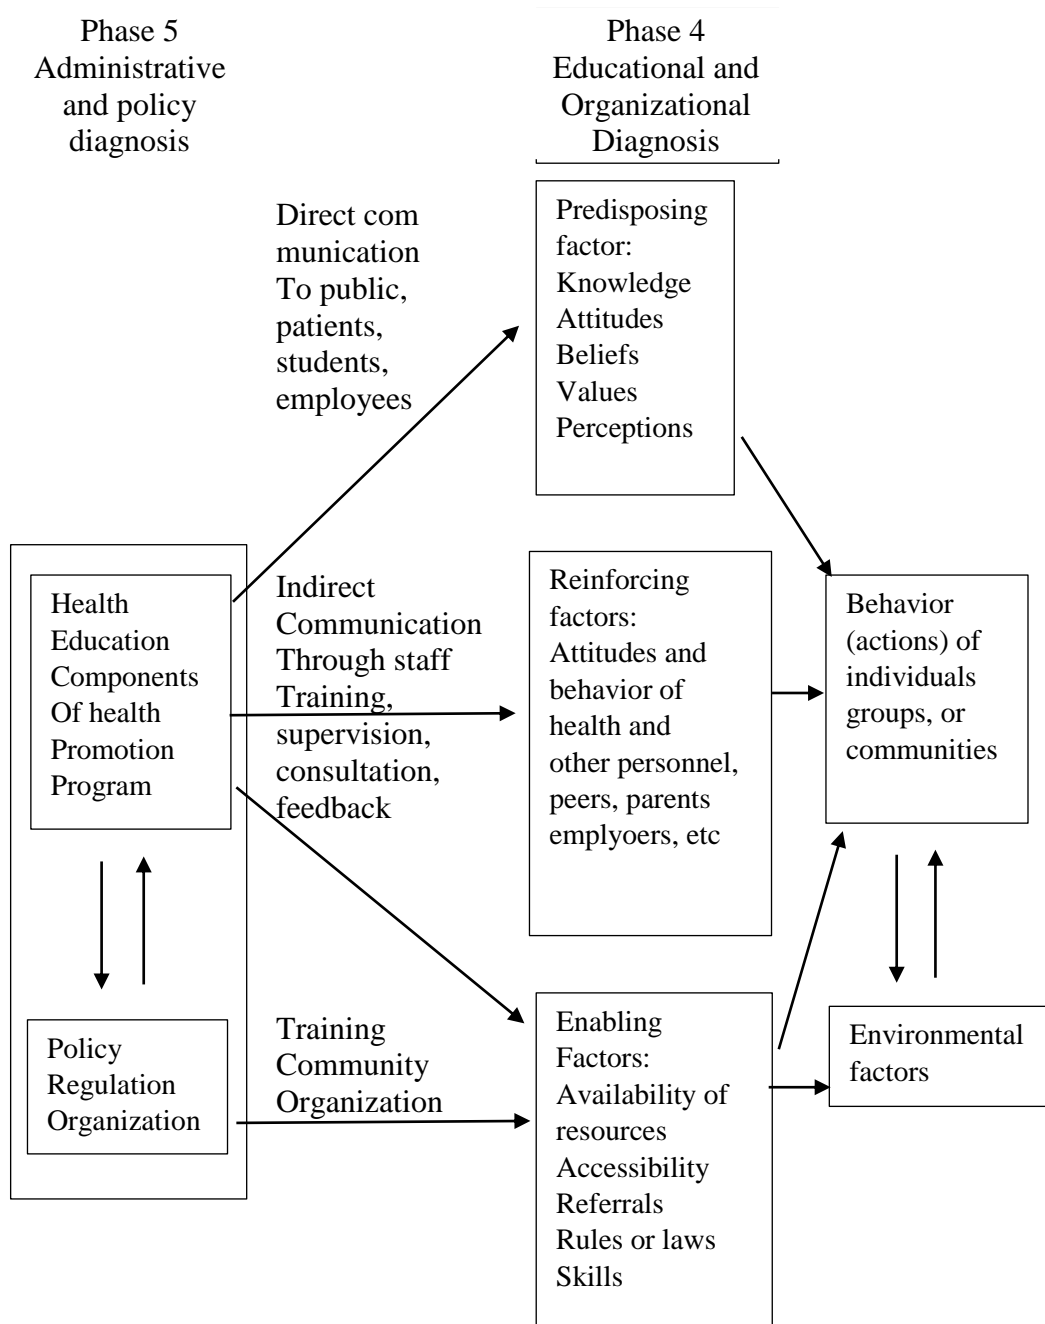 Phase 5
Administrative
and policy
diagnosis
Phase 4
Educational and
Organizational
Diagnosis
Direct com
munication
To public,
patients,
students,
employees
Predisposing
factor:
Knowledge
Attitudes
Beliefs
Values
Perceptions
Health
Education
Components
Of health
Promotion
Program
Indirect
Communication
Through staff
Training,
supervision,
consultation,
feedback
Reinforcing
factors:
Attitudes and
behavior of
health and
other personnel,
peers, parents
emplyoers, etc
Behavior
(actions) of
individuals
groups, or
communities
Policy
Regulation
Organization
Training
Community
Organization
Enabling
Factors:
Availability of
resources
Accessibility
Referrals
Rules or laws
Skills
Environmental
factors